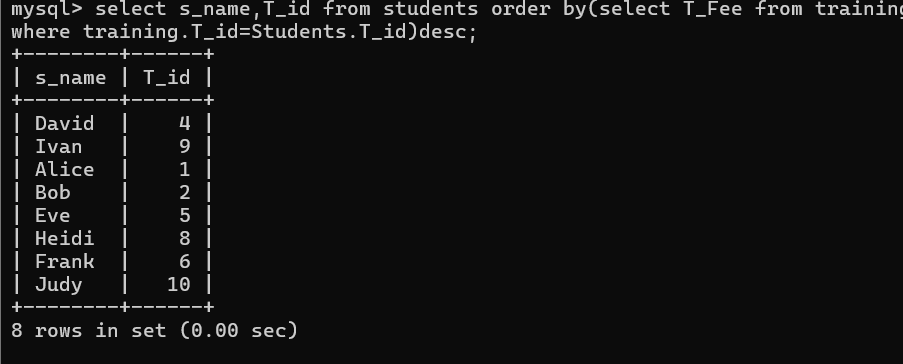 mysql> select s_name,T_id from students order by(select T_Fee from training
where training.T_id=Students.T_id)desc;
+--------+------+
| s_name | T_id |
+--------+------+
| David  |    4 |
| Ivan   |    9 |
| Alice  |    1 |
| Bob    |    2 |
| Eve    |    5 |
| Heidi  |    8 |
| Frank  |    6 |
| Judy   |   10 |
+--------+------+
8 rows in set (0.00 sec)